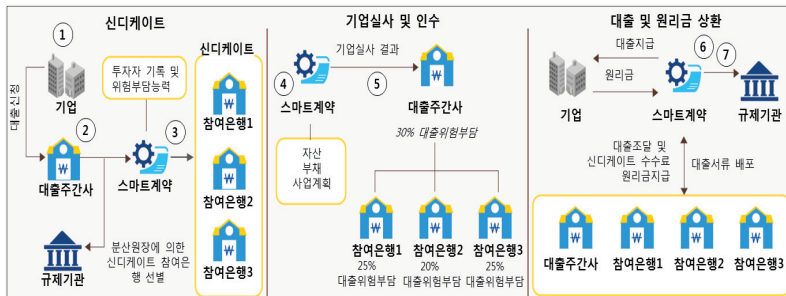 신디케이트
①
기업
대출신청
투자자 기록 및
위험부담능력
②
대출주간사
③
스마트계약
규제기관
분산원장에 의한
신디케이트 참여은
행 선별
신디케이트
₩
참여은행1
₩
참여은행2
₩
참여은행3
기업실사 및 인수
④
스마트계약
기업실사 결과
⑤
₩
대출주간사
자산
부채
사업계획
30% 대출위험부담
₩ ₩ ₩
참여은행1 참여은행2 참여은행3
25% 20% 25%
대출위험부담 대출위험부담 대출위험부담
대출 및 원리금 상환
기업
대출지급
원리금
⑥ ⑦
스마트계약
규제기관
대출조달 및
신디케이트 수수료
원리금지급
대출서류 배포
₩ ₩ ₩ ₩
대출주간사 참여은행1 참여은행2 참여은행3